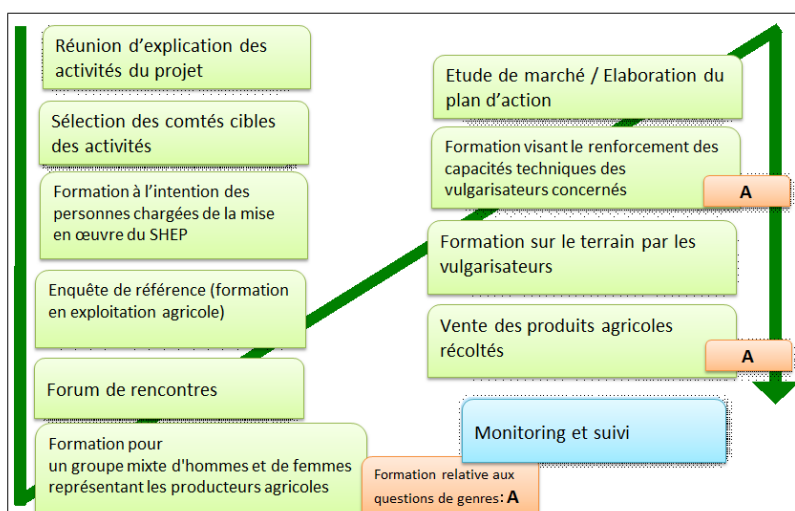 Réunion d’explication des
activités du projet
Sélection des comtés cibles
des activités
Formation à l’intention des
personnes chargées de la mise
en œuvre du SHEP
Enquête de référence (formation
en exploitation agricole)
Forum de rencontres
Formation pour
un groupe mixte d'hommes et de femmes
représentant les producteurs agricoles
Formation relative aux
questions de genres: A
Etude de marché / Elaboration du
plan d’action
Formation visant le renforcement des
capacités techniques des
vulgarisateurs concernés
A
Formation sur le terrain par les
vulgarisateurs
Vente des produits agricoles
récoltés
A
Monitoring et suivi